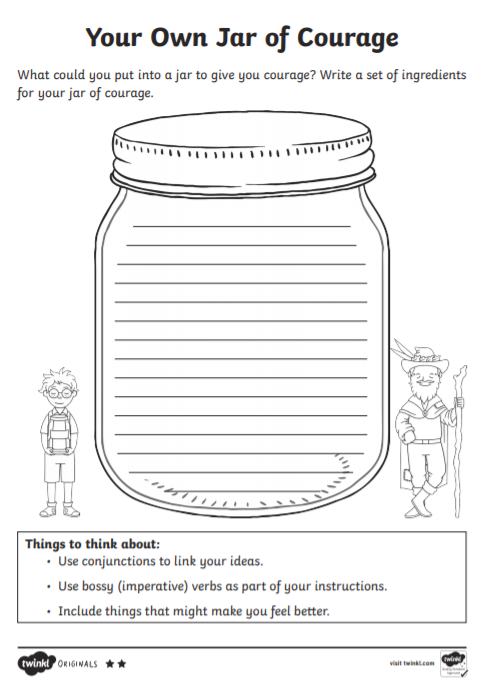 Your Own Jar of Courage
What could you put into a jar to give you courage? Write a set of ingredients
for your jar of courage.
Things to think about:
• Use conjunctions to link your ideas.
• Use bossy (imperative) verbs as part of your instructions.
• Include things that might make you feel better.
twinkl ORIGINALS
visit twinkl.com
twinkl